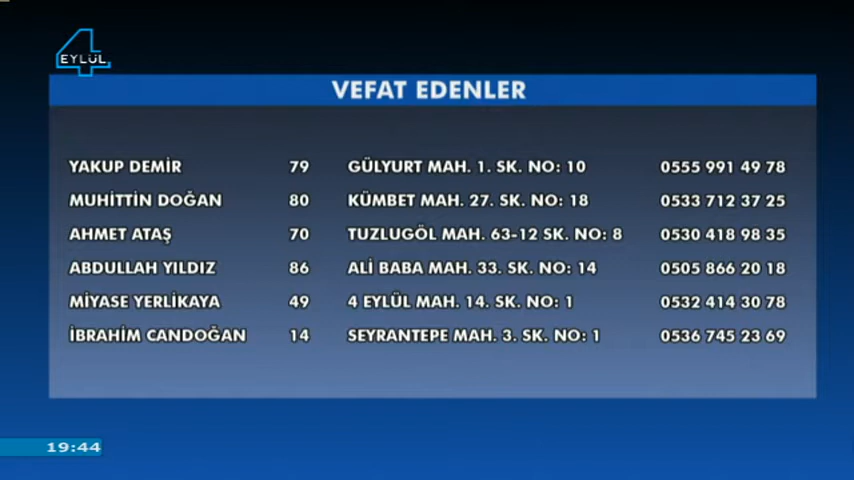 4
EYLÜL
VEFAT EDENLER
YAKUP DEMİR 79 GÜLYURT MAH. 1. SK. NO: 10 0555 991 49 78
MUHİTTİN DOĞAN 80 KÜMBET MAH. 27. SK. NO: 18 0533 712 37 25
AHMET ATAŞ 70 TUZLUGÖL MAH. 63-12 SK. NO: 8 0530 418 98 35
ABDULLAH YILDIZ 86 ALİ BABA MAH. 33. SK. NO: 14 0505 866 20 18
MİYASE YERLİKAYA 49 4 EYLÜL MAH. 14. SK. NO: 1 0532 414 30 78
İBRAHİM CANDOĞAN 14 SEYRANTEPE MAH. 3. SK. NO: 1 0536 745 23 69
19:44